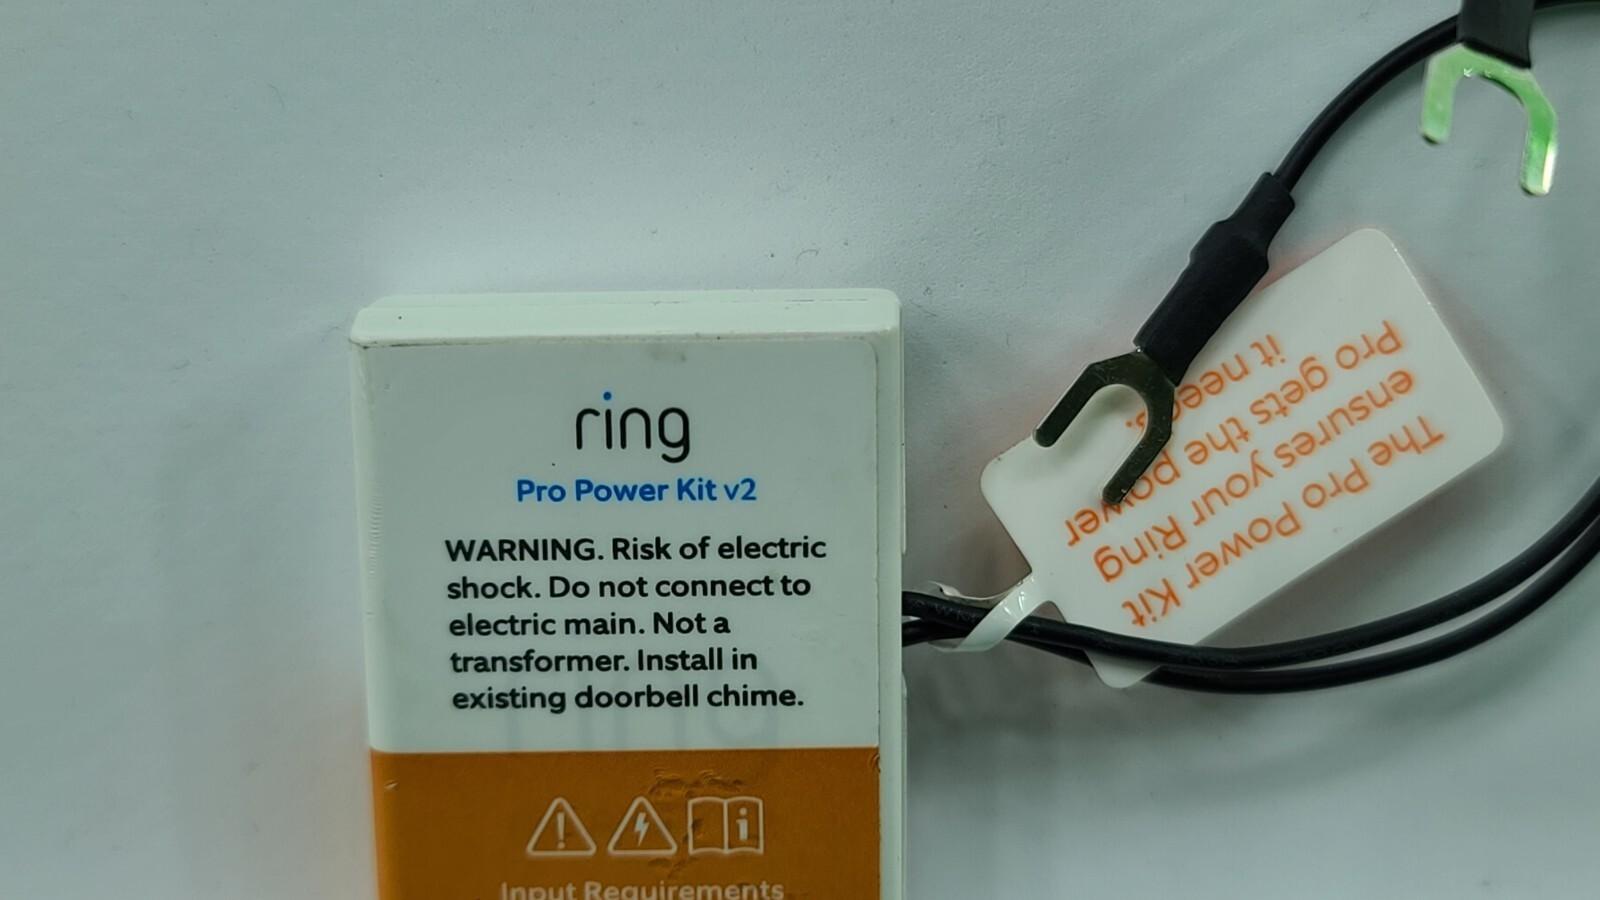 ring
Pro Power Kit v2
WARNING. Risk of electric
shock. Do not connect to
electric main. Not a
transformer. Install in
existing doorbell chime.
Input Requirements
The Pro Power Kit
ensures your Ring
Pro gets the power
it needs.